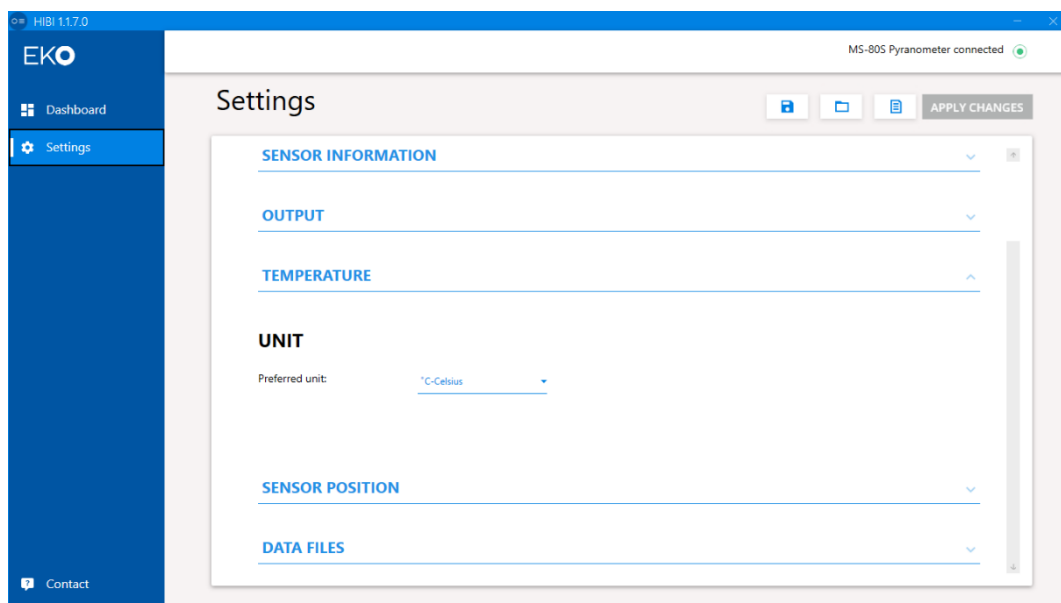 HIBI 1.1.7.0
EKO
MS-80S Pyranometer connected
Dashboard
Settings
Contact
Settings
APPLY CHANGES
SENSOR INFORMATION
OUTPUT
TEMPERATURE
UNIT
Preferred unit: °C-Celsius
SENSOR POSITION
DATA FILES